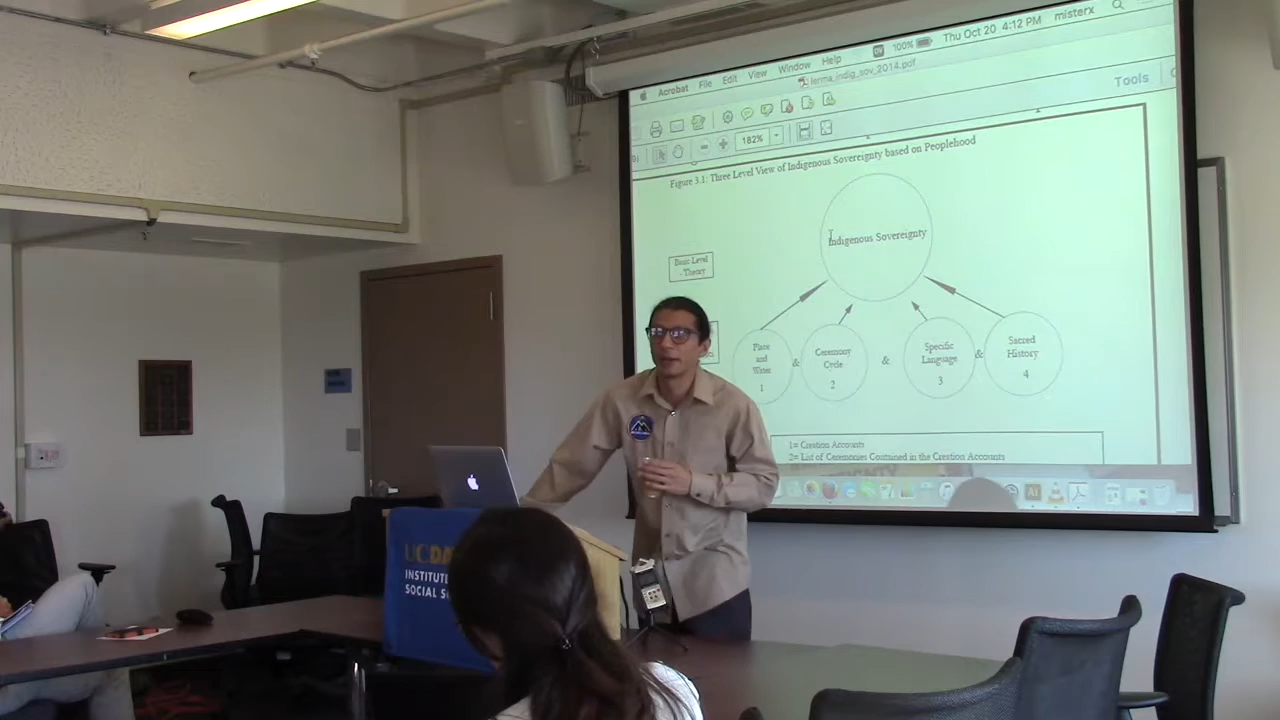 Acrobat File Edit View Window Help 100% Thu Oct 20 4:12 PM misterx
lerma_indig_sov_2014.pdf
Tools
182%
Figure 3.1: Three Level View of Indigenous Sovereignty based on Peoplehood
Indigenous Sovereignty
Basic Level
- Theory
Place
and
Water
1
&
Ceremony
Cycle
2
&
Specific
Language
3
&
Sacred
History
4
1= Creation Accounts
2= List of Ceremonies Contained in the Creation Accounts
UCDA
INSTITUTE
SOCIAL S